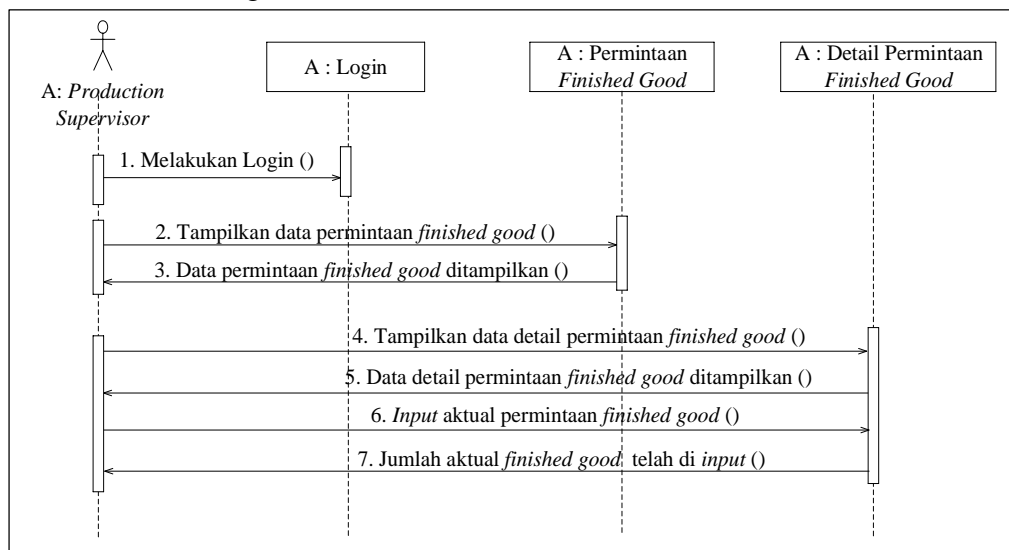 A: Production
Supervisor
A : Login
A : Permintaan
Finished Good
A : Detail Permintaan
Finished Good
1. Melakukan Login ()
2. Tampilkan data permintaan finished good ()
3. Data permintaan finished good ditampilkan ()
4. Tampilkan data detail permintaan finished good ()
5. Data detail permintaan finished good ditampilkan ()
6. Input aktual permintaan finished good ()
7. Jumlah aktual finished good telah di input ()